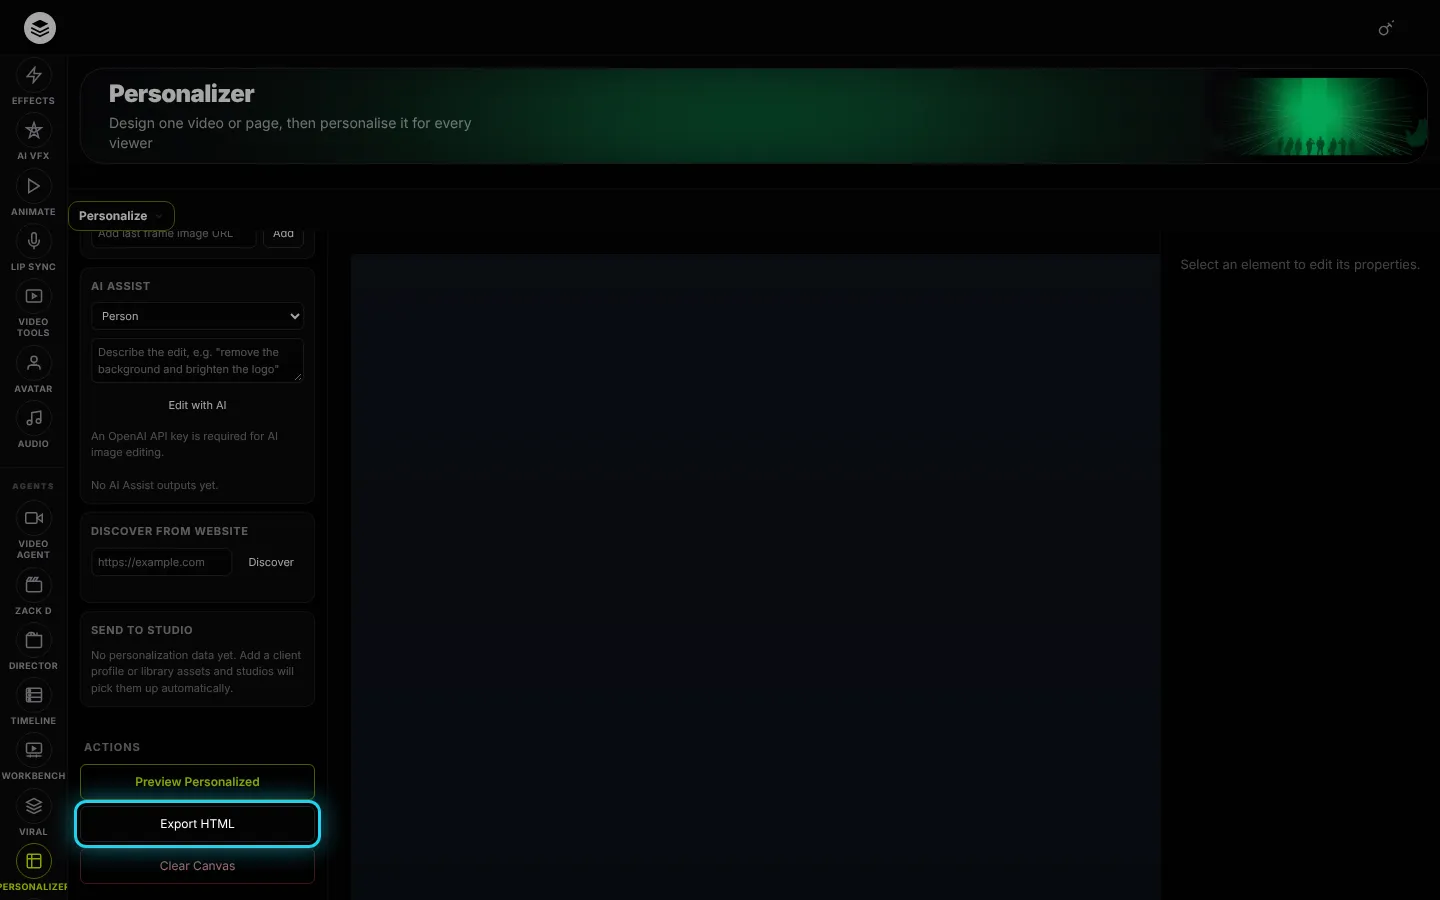 Personalizer
Design one video or page, then personalise it for every
viewer
EFFECTS
AI VFX
ANIMATE
LIP SYNC
VIDEO
TOOLS
AVATAR
AUDIO
AGENTS
VIDEO
AGENT
ZACK D
DIRECTOR
TIMELINE
WORKBENCH
VIRAL
PERSONALIZER
Personalize
Add last frame image URL
Add
AI ASSIST
Person
Describe the edit, e.g. "remove the
background and brighten the logo"
Edit with AI
An OpenAI API key is required for AI
image editing.
No AI Assist outputs yet.
DISCOVER FROM WEBSITE
https://example.com
Discover
SEND TO STUDIO
No personalization data yet. Add a client
profile or library assets and studios will
pick them up automatically.
ACTIONS
Preview Personalized
Export HTML
Clear Canvas
Select an element to edit its properties.